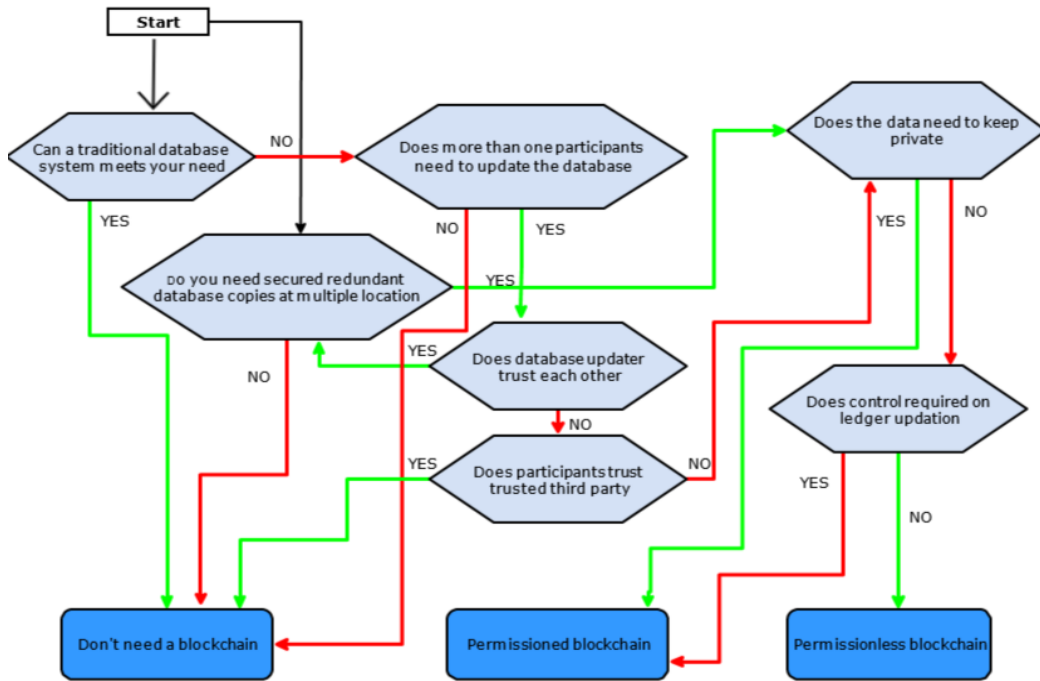 Start
Can a traditional database
system meets your need
NO
Does more than one participants
need to update the database
Does the data need to keep
private
YES
NO
YES
YES
NO
Do you need secured redundant
database copies at multiple location
YES
NO
YES
Does database updater
trust each other
NO
Does control required on
ledger updation
YES
Does participants trust
trusted third party
NO
YES
NO
Don't need a blockchain
Permissioned blockchain
Permissionless blockchain